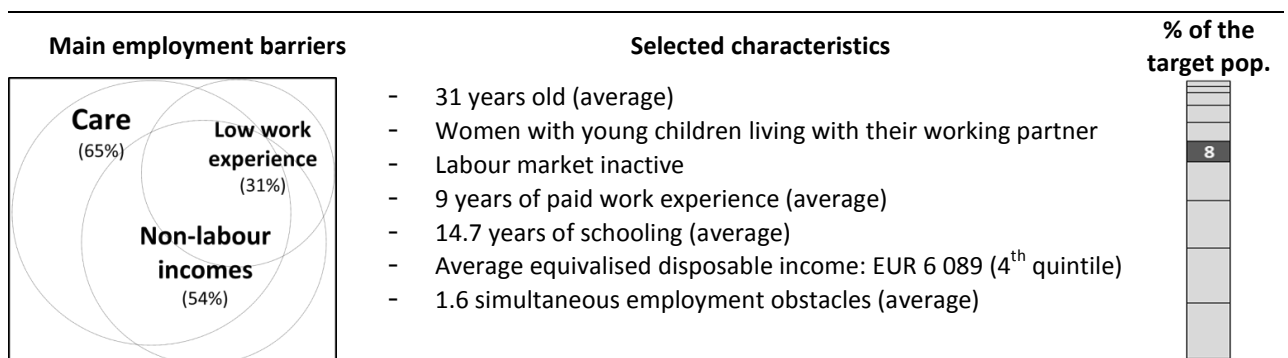 Main employment barriers
Selected characteristics
% of the
target pop.
Care
(65%)
Low work
experience
(31%)
Non-labour
incomes
(54%)
- 31 years old (average)
- Women with young children living with their working partner
- Labour market inactive
- 9 years of paid work experience (average)
- 14.7 years of schooling (average)
- Average equivalised disposable income: EUR 6 089 (4th quintile)
- 1.6 simultaneous employment obstacles (average)
8